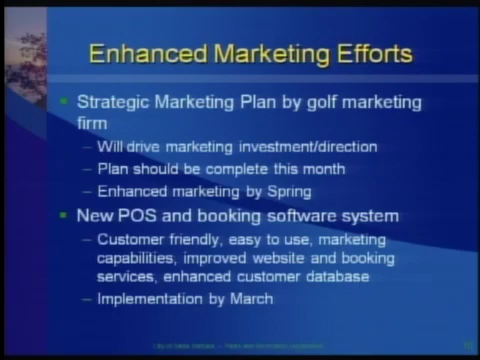 Enhanced Marketing Efforts
Strategic Marketing Plan by golf marketing
firm
– Will drive marketing investment/direction
– Plan should be complete this month
– Enhanced marketing by Spring
New POS and booking software system
– Customer friendly, easy to use, marketing
capabilities, improved website and booking
services, enhanced customer database
– Implementation by March